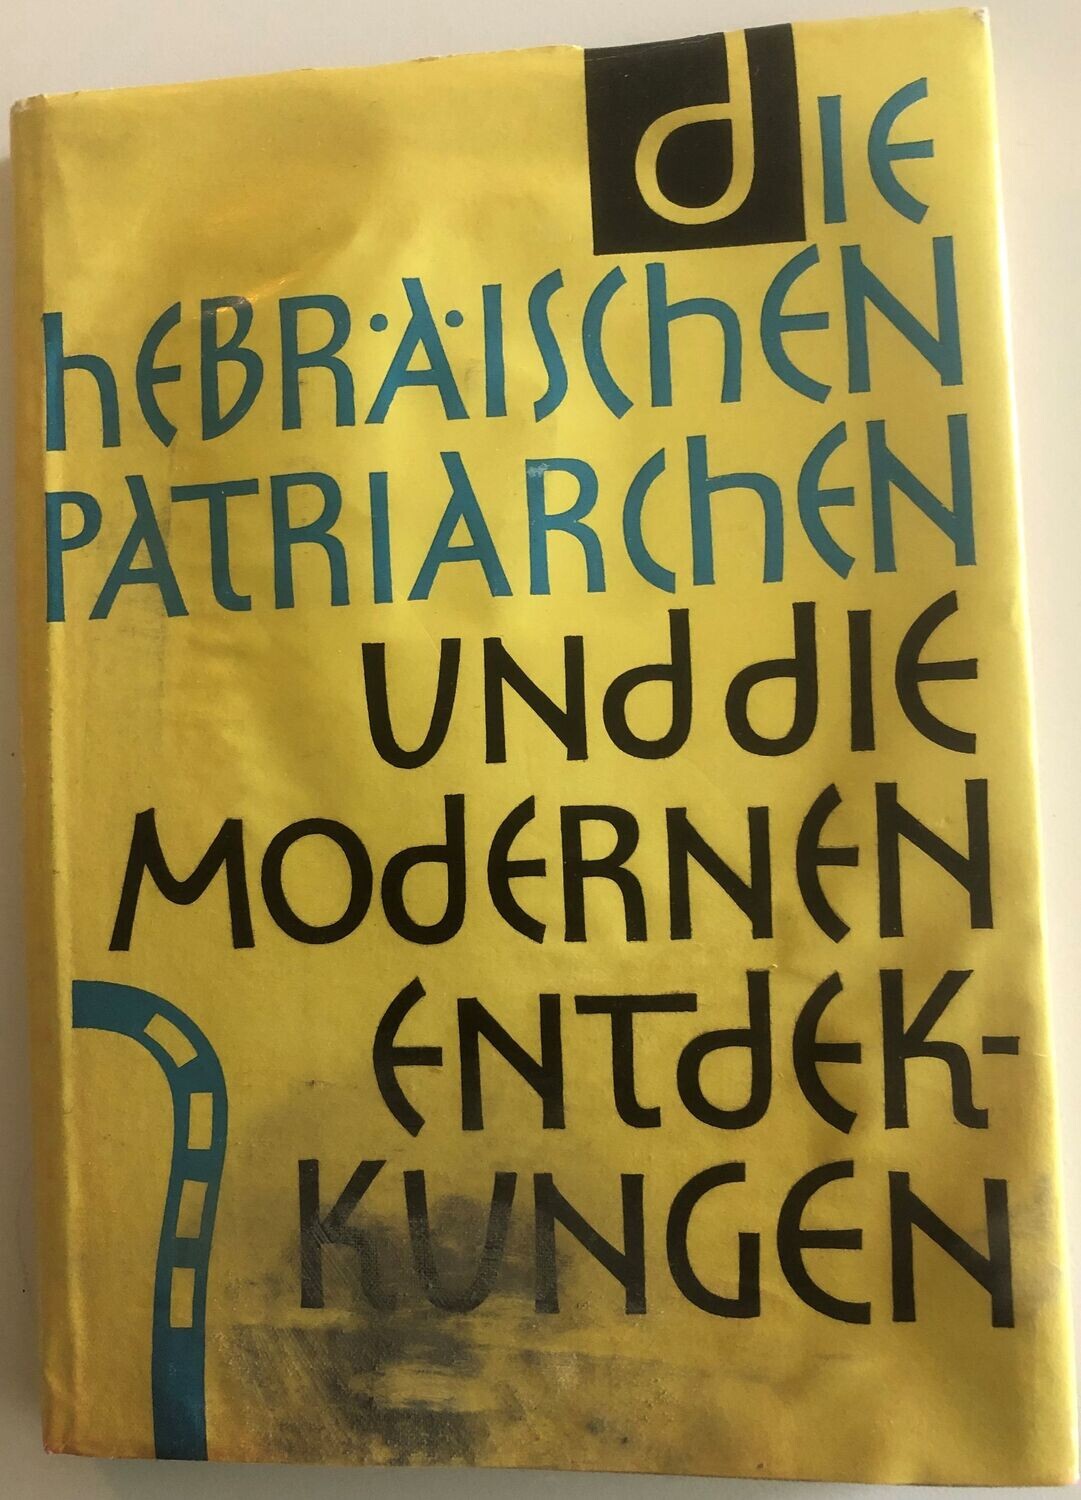 dIE
hEBRÄISChEN
PATRIARChEN
UNd dIE
MOdERNEN
ENTdEK-
KUNGEN